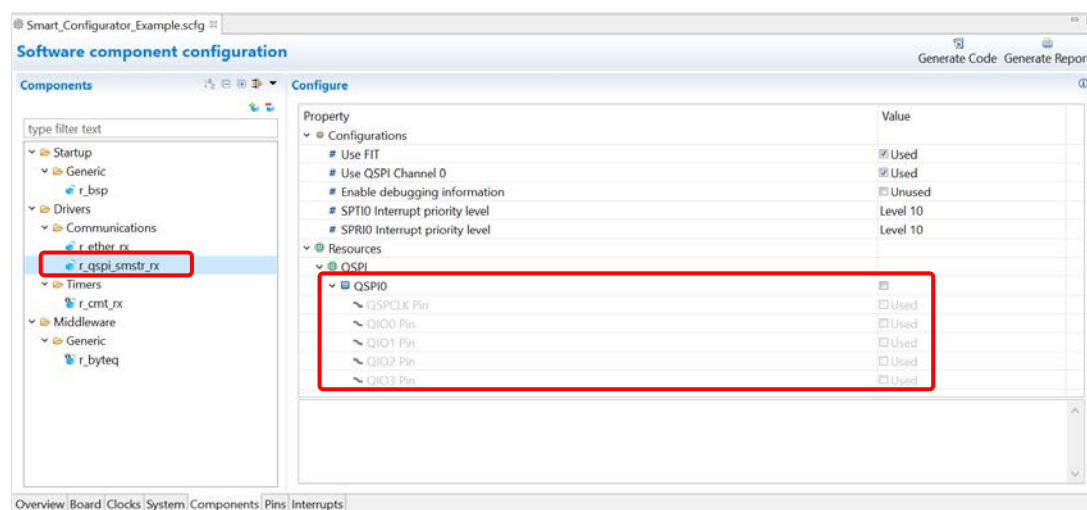 Smart_Configurator_Example.scfg
Software component configuration
Generate Code Generate Repor
Components
Configure
type filter text
Startup
Generic
r_bsp
Drivers
Communications
r_ether_rx
r_qspi_smstr_rx
Timers
r_cmt_rx
Middleware
Generic
r_byteq
Property Value
Configurations
# Use FIT Used
# Use QSPI Channel 0 Used
# Enable debugging information Unused
# SPTI0 Interrupt priority level Level 10
# SPRI0 Interrupt priority level Level 10
Resources
QSPI
QSPI0
QSPCLK Pin Used
QIO0 Pin Used
QIO1 Pin Used
QIO2 Pin Used
QIO3 Pin Used
Overview Board Clocks System Components Pins Interrupts